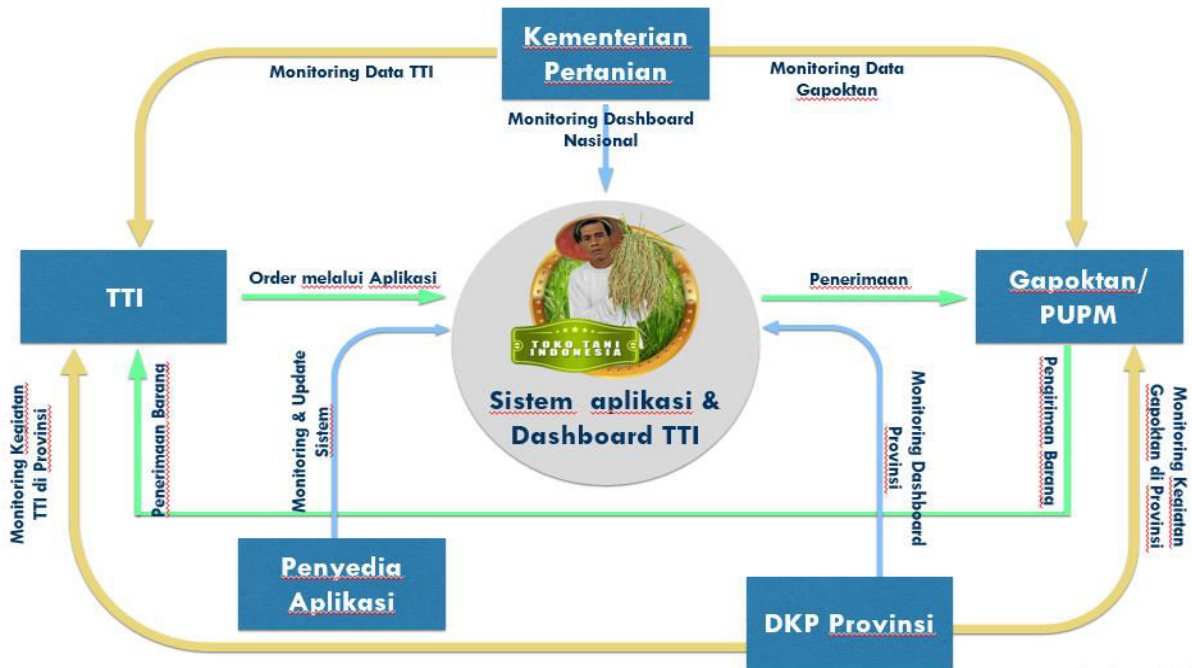 Kementerian
Pertanian
Monitoring Data TTI
Monitoring Data
Gapoktan
Monitoring Dashboard
Nasional
TTI
Order melalui Aplikasi
TOKO TANI
INDONESIA
Sistem aplikasi &
Dashboard TTI
Penerimaan
Gapoktan/
PUPM
Monitoring Kegiatan
TTI di Provinsi
Penerimaan Barang
Monitoring & Update
Sistem
Monitoring Dashboard
Provinsi
Pengiriman Barang
Monitoring Kegiatan
Gapoktan di Provinsi
Penyedia
Aplikasi
DKP Provinsi